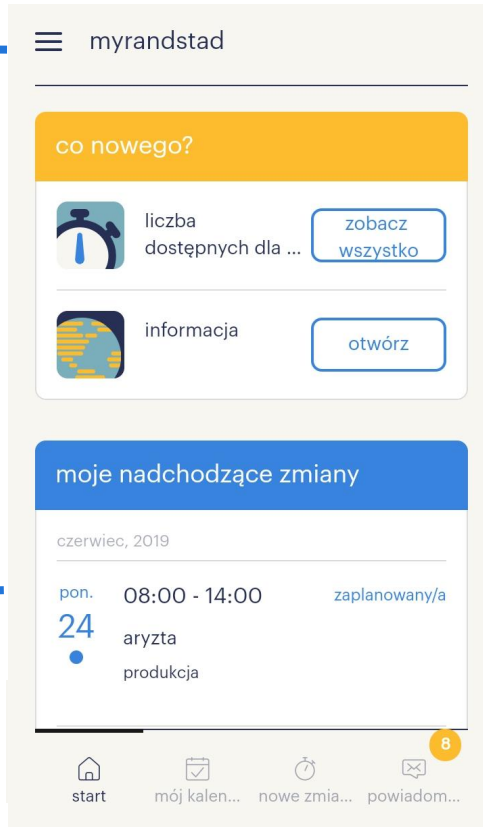 myrandstad
co nowego?
liczba
dostępnych dla ...
zobacz
wszystko
informacja
otwórz
moje nadchodzące zmiany
czerwiec, 2019
pon.
24
08:00 - 14:00
zaplanowany/a
aryzta
produkcja
8
start
mój kalen...
nowe zmia...
powiadom...